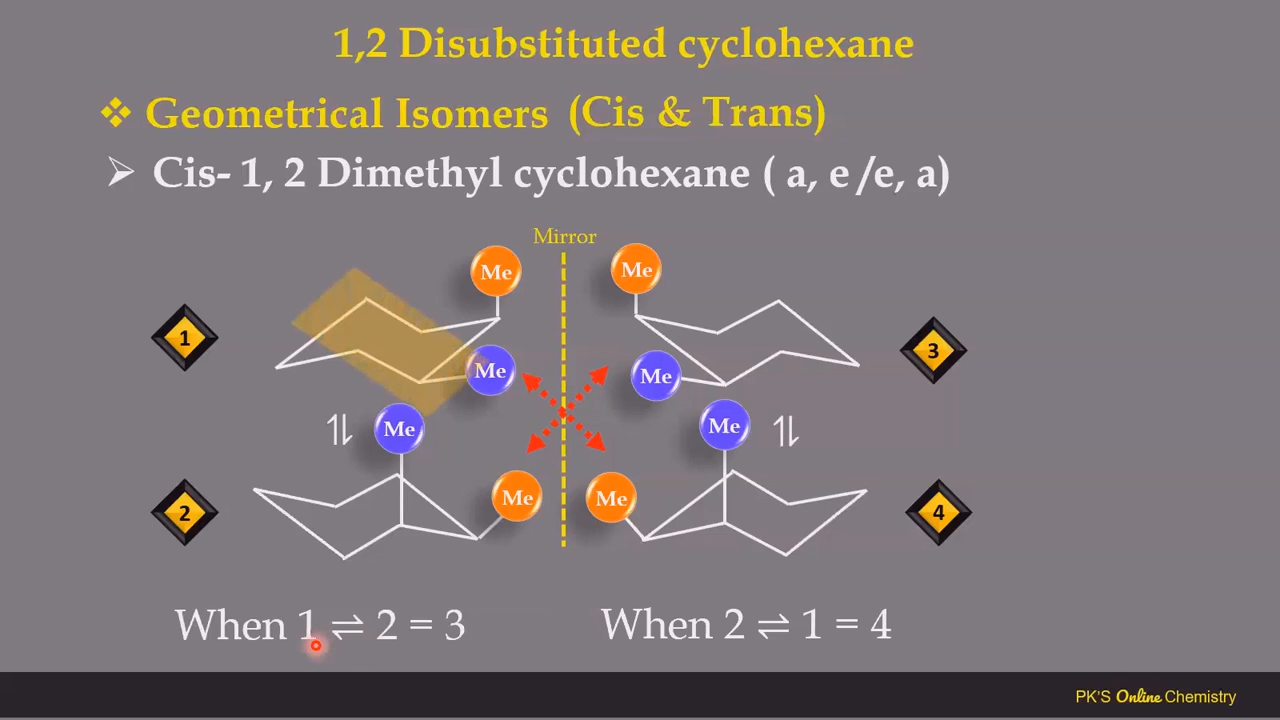 1,2 Disubstituted cyclohexane
❖ Geometrical Isomers (Cis & Trans)
➢ Cis- 1, 2 Dimethyl cyclohexane ( a, e /e, a)
Mirror
Me
Me
1
Me
Me
3
Me
Me
⥮
⥮
2
Me
Me
4
When 1 ⇌ 2 = 3
When 2 ⇌ 1 = 4
PK'S Online Chemistry